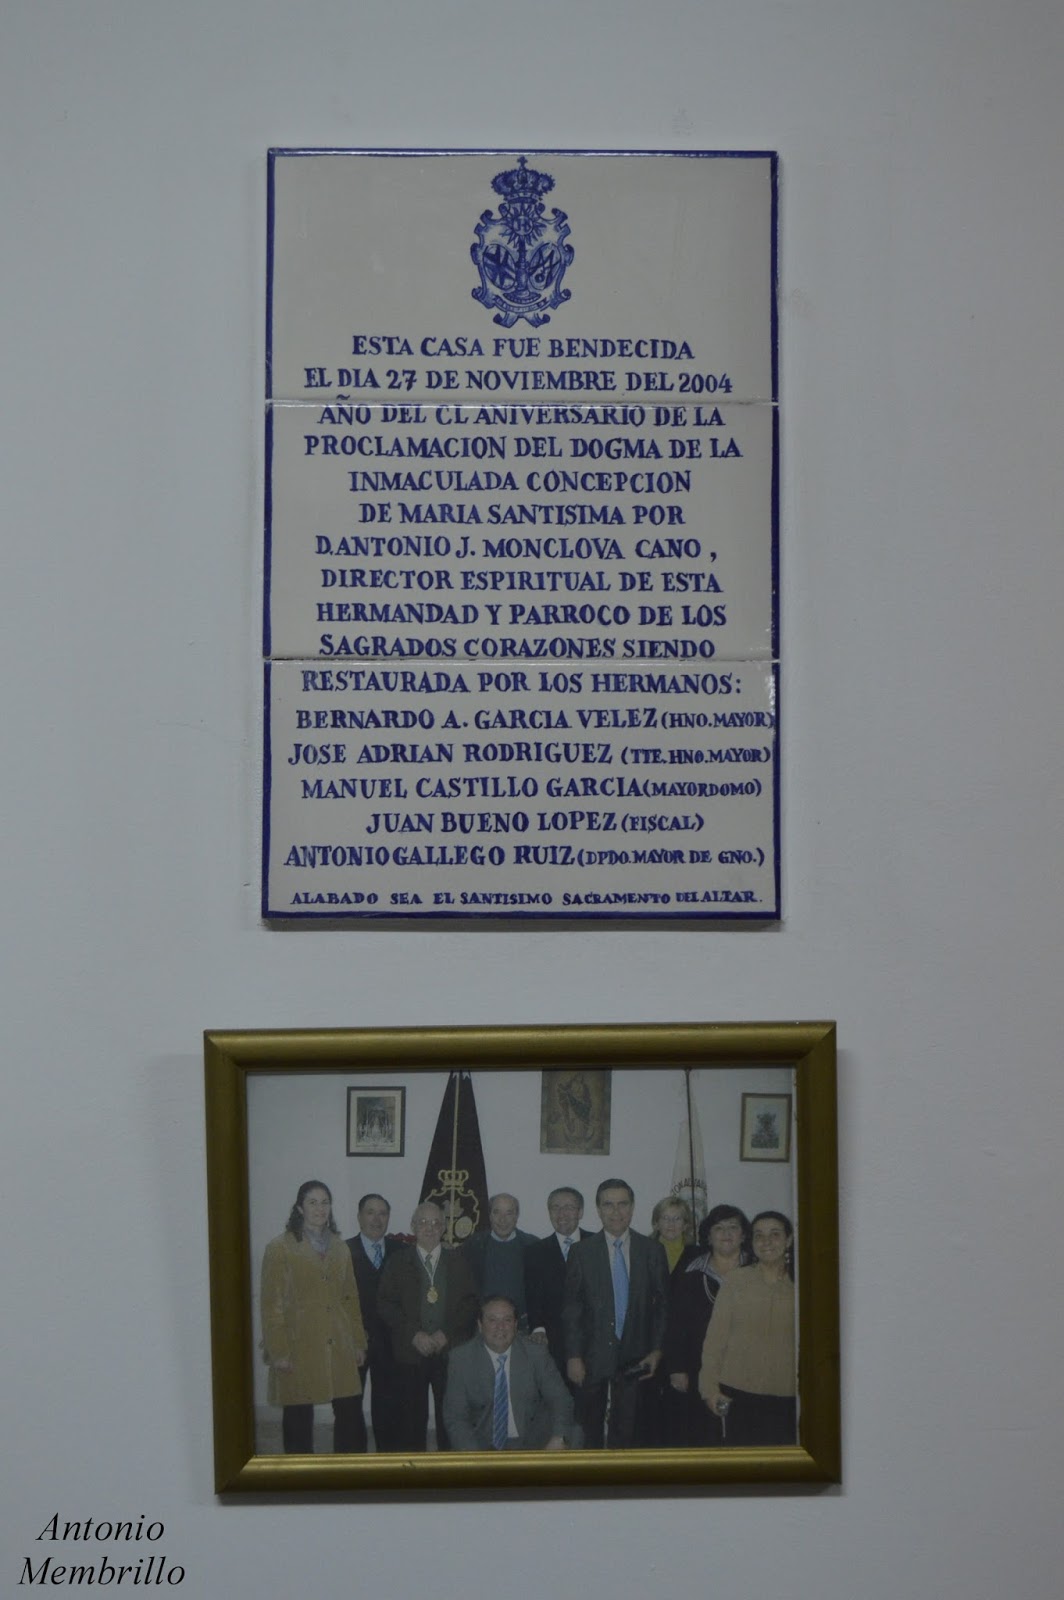 ESTA CASA FUE BENDECIDA
EL DIA 27 DE NOVIEMBRE DEL 2004
AÑO DEL CL ANIVERSARIO DE LA
PROCLAMACION DEL DOGMA DE LA
INMACULADA CONCEPCION
DE MARIA SANTISIMA POR
D.ANTONIO J. MONCLOVA CANO ,
DIRECTOR ESPIRITUAL DE ESTA
HERMANDAD Y PARROCO DE LOS
SAGRADOS CORAZONES SIENDO
RESTAURADA POR LOS HERMANOS:
BERNARDO A. GARCIA VELEZ (HNO.MAYOR)
JOSE ADRIAN RODRIGUEZ (TTE.HNO.MAYOR)
MANUEL CASTILLO GARCIA (MAYORDOMO)
JUAN BUENO LOPEZ (FISCAL)
ANTONIO GALLEGO RUIZ (DPDO.MAYOR DE GNO.)
ALABADO SEA EL SANTISIMO SACRAMENTO DEL ALTAR.
Antonio
Membrillo